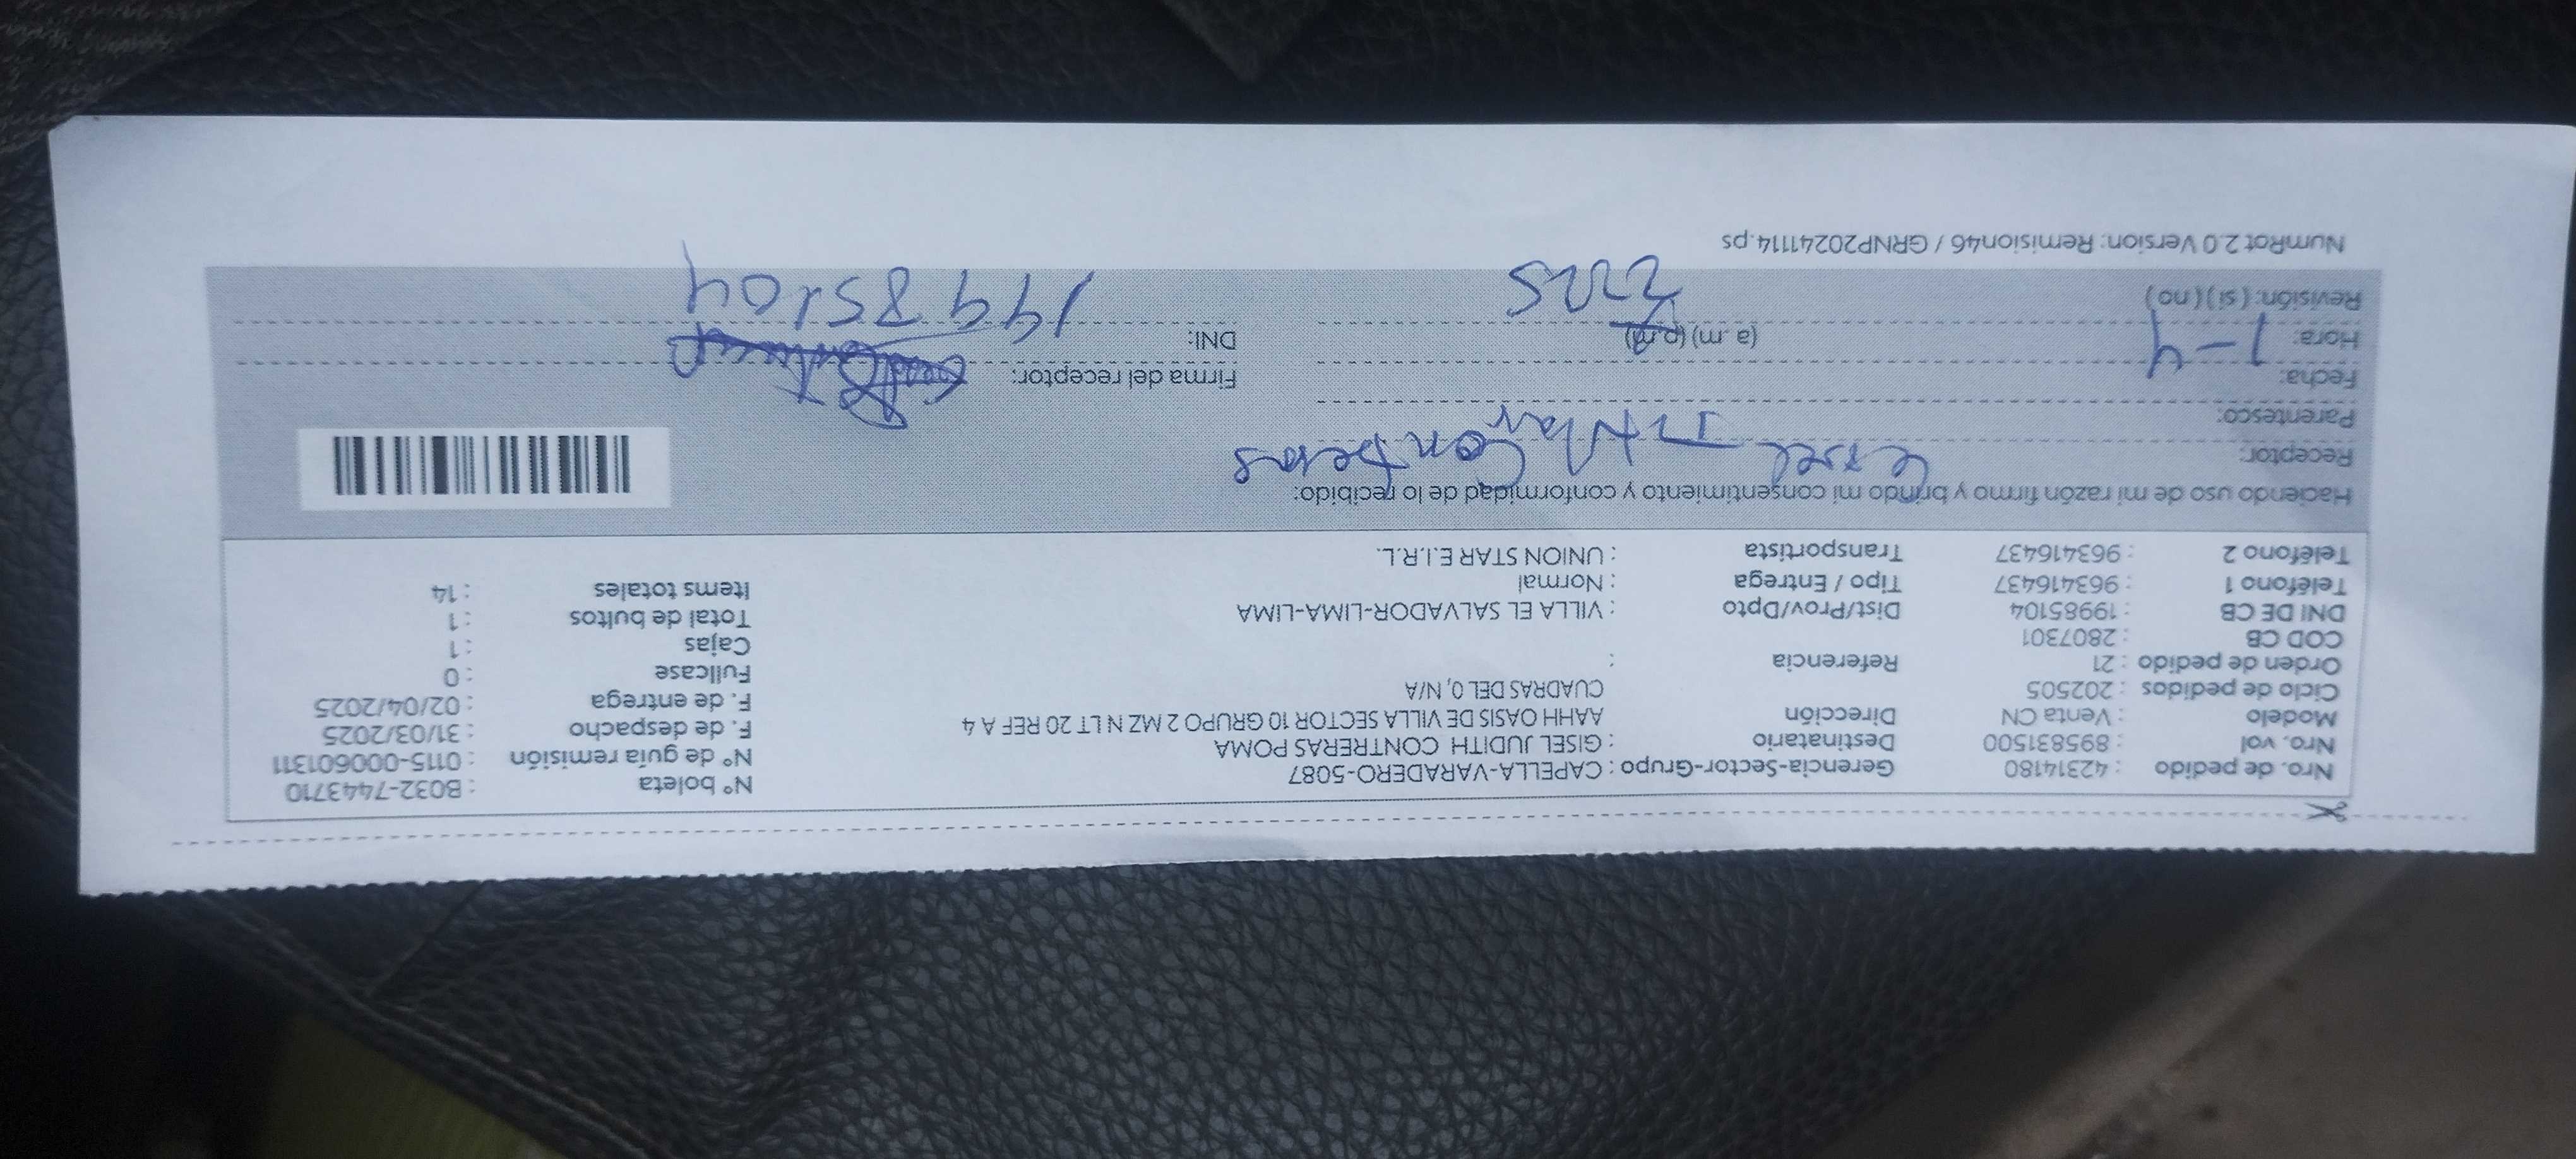 Nro. de pedido : 42314180 Gerencia-Sector-Grupo : CAPELLA-VARADERO-5087 N° boleta : B032-7443710
Nro. vol : 895831500 Destinatario : GISEL JUDITH CONTRERAS POMA N° de guía remisión : 0115-000601311
Modelo : Venta CN Dirección AAHH OASIS DE VILLA SECTOR 10 GRUPO 2 MZ N LT 20 REF A 4 F. de despacho : 31/03/2025
Ciclo de pedidos : 202505 CUADRAS DEL 0, N/A F. de entrega : 02/04/2025
Orden de pedido : 21 Referencia : Fullcase : 0
COD CB : 2807301 Cajas : 1
DNI DE CB : 19985104 Dist/Prov/Dpto : VILLA EL SALVADOR-LIMA-LIMA Total de bultos : 1
Teléfono 1 : 963416437 Tipo / Entrega : Normal Items totales : 14
Teléfono 2 : 963416437 Transportista : UNION STAR E.I.R.L.
Haciendo uso de mi razón firmo y brindo mi consentimiento y conformidad de lo recibido:
Receptor: Contreras
Parentesco: Titular
Fecha: 1-4 Firma del receptor:
Hora: (a.m) (p.m) DNI: 19985104
Revisión: ( si ) ( no )
NumRot 2.0 Version: Remision46 / GRNP20241114.ps